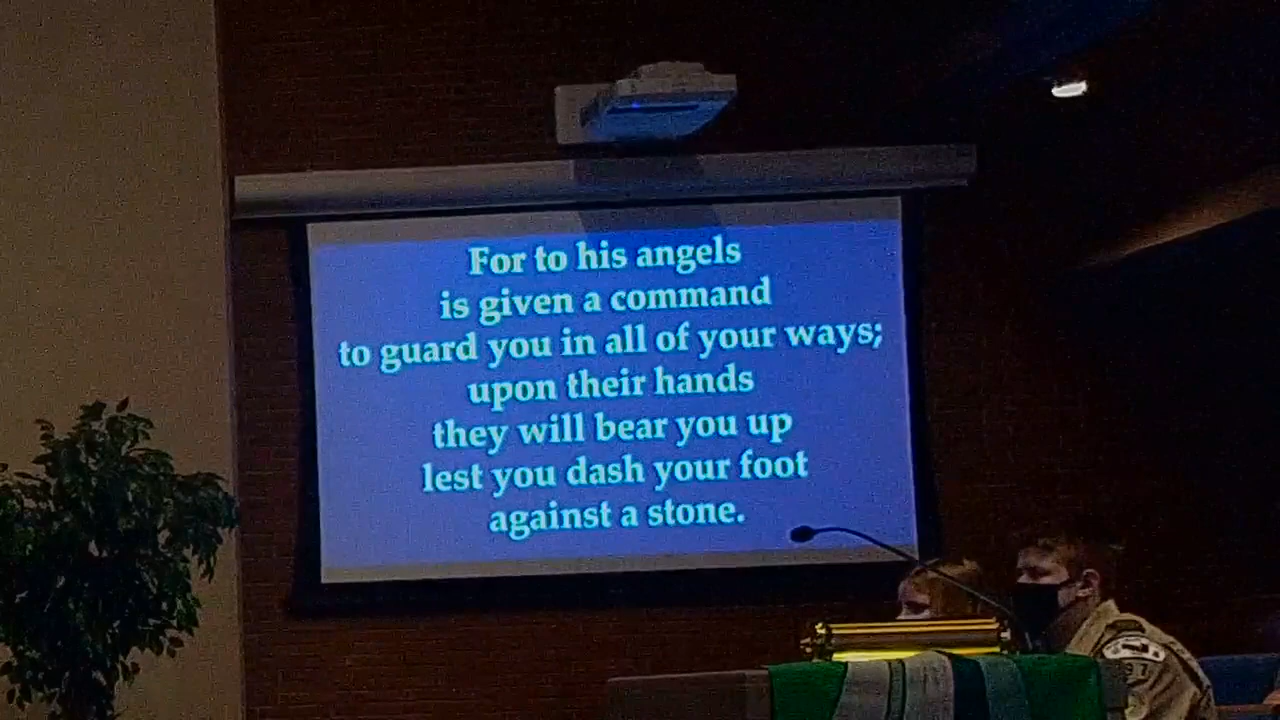 For to his angels
is given a command
to guard you in all of your ways;
upon their hands
they will bear you up
lest you dash your foot
against a stone.